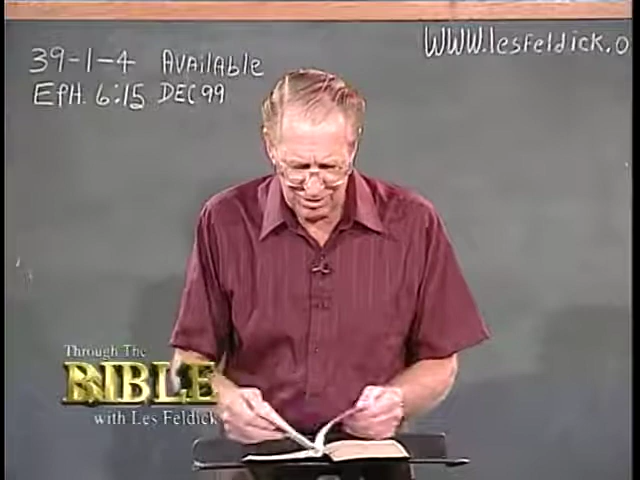 WWW.lesfeldick.o
39-1-4 Available
EPH. 6:15 DEC 99
Through The
BIBLE
with Les Feldick